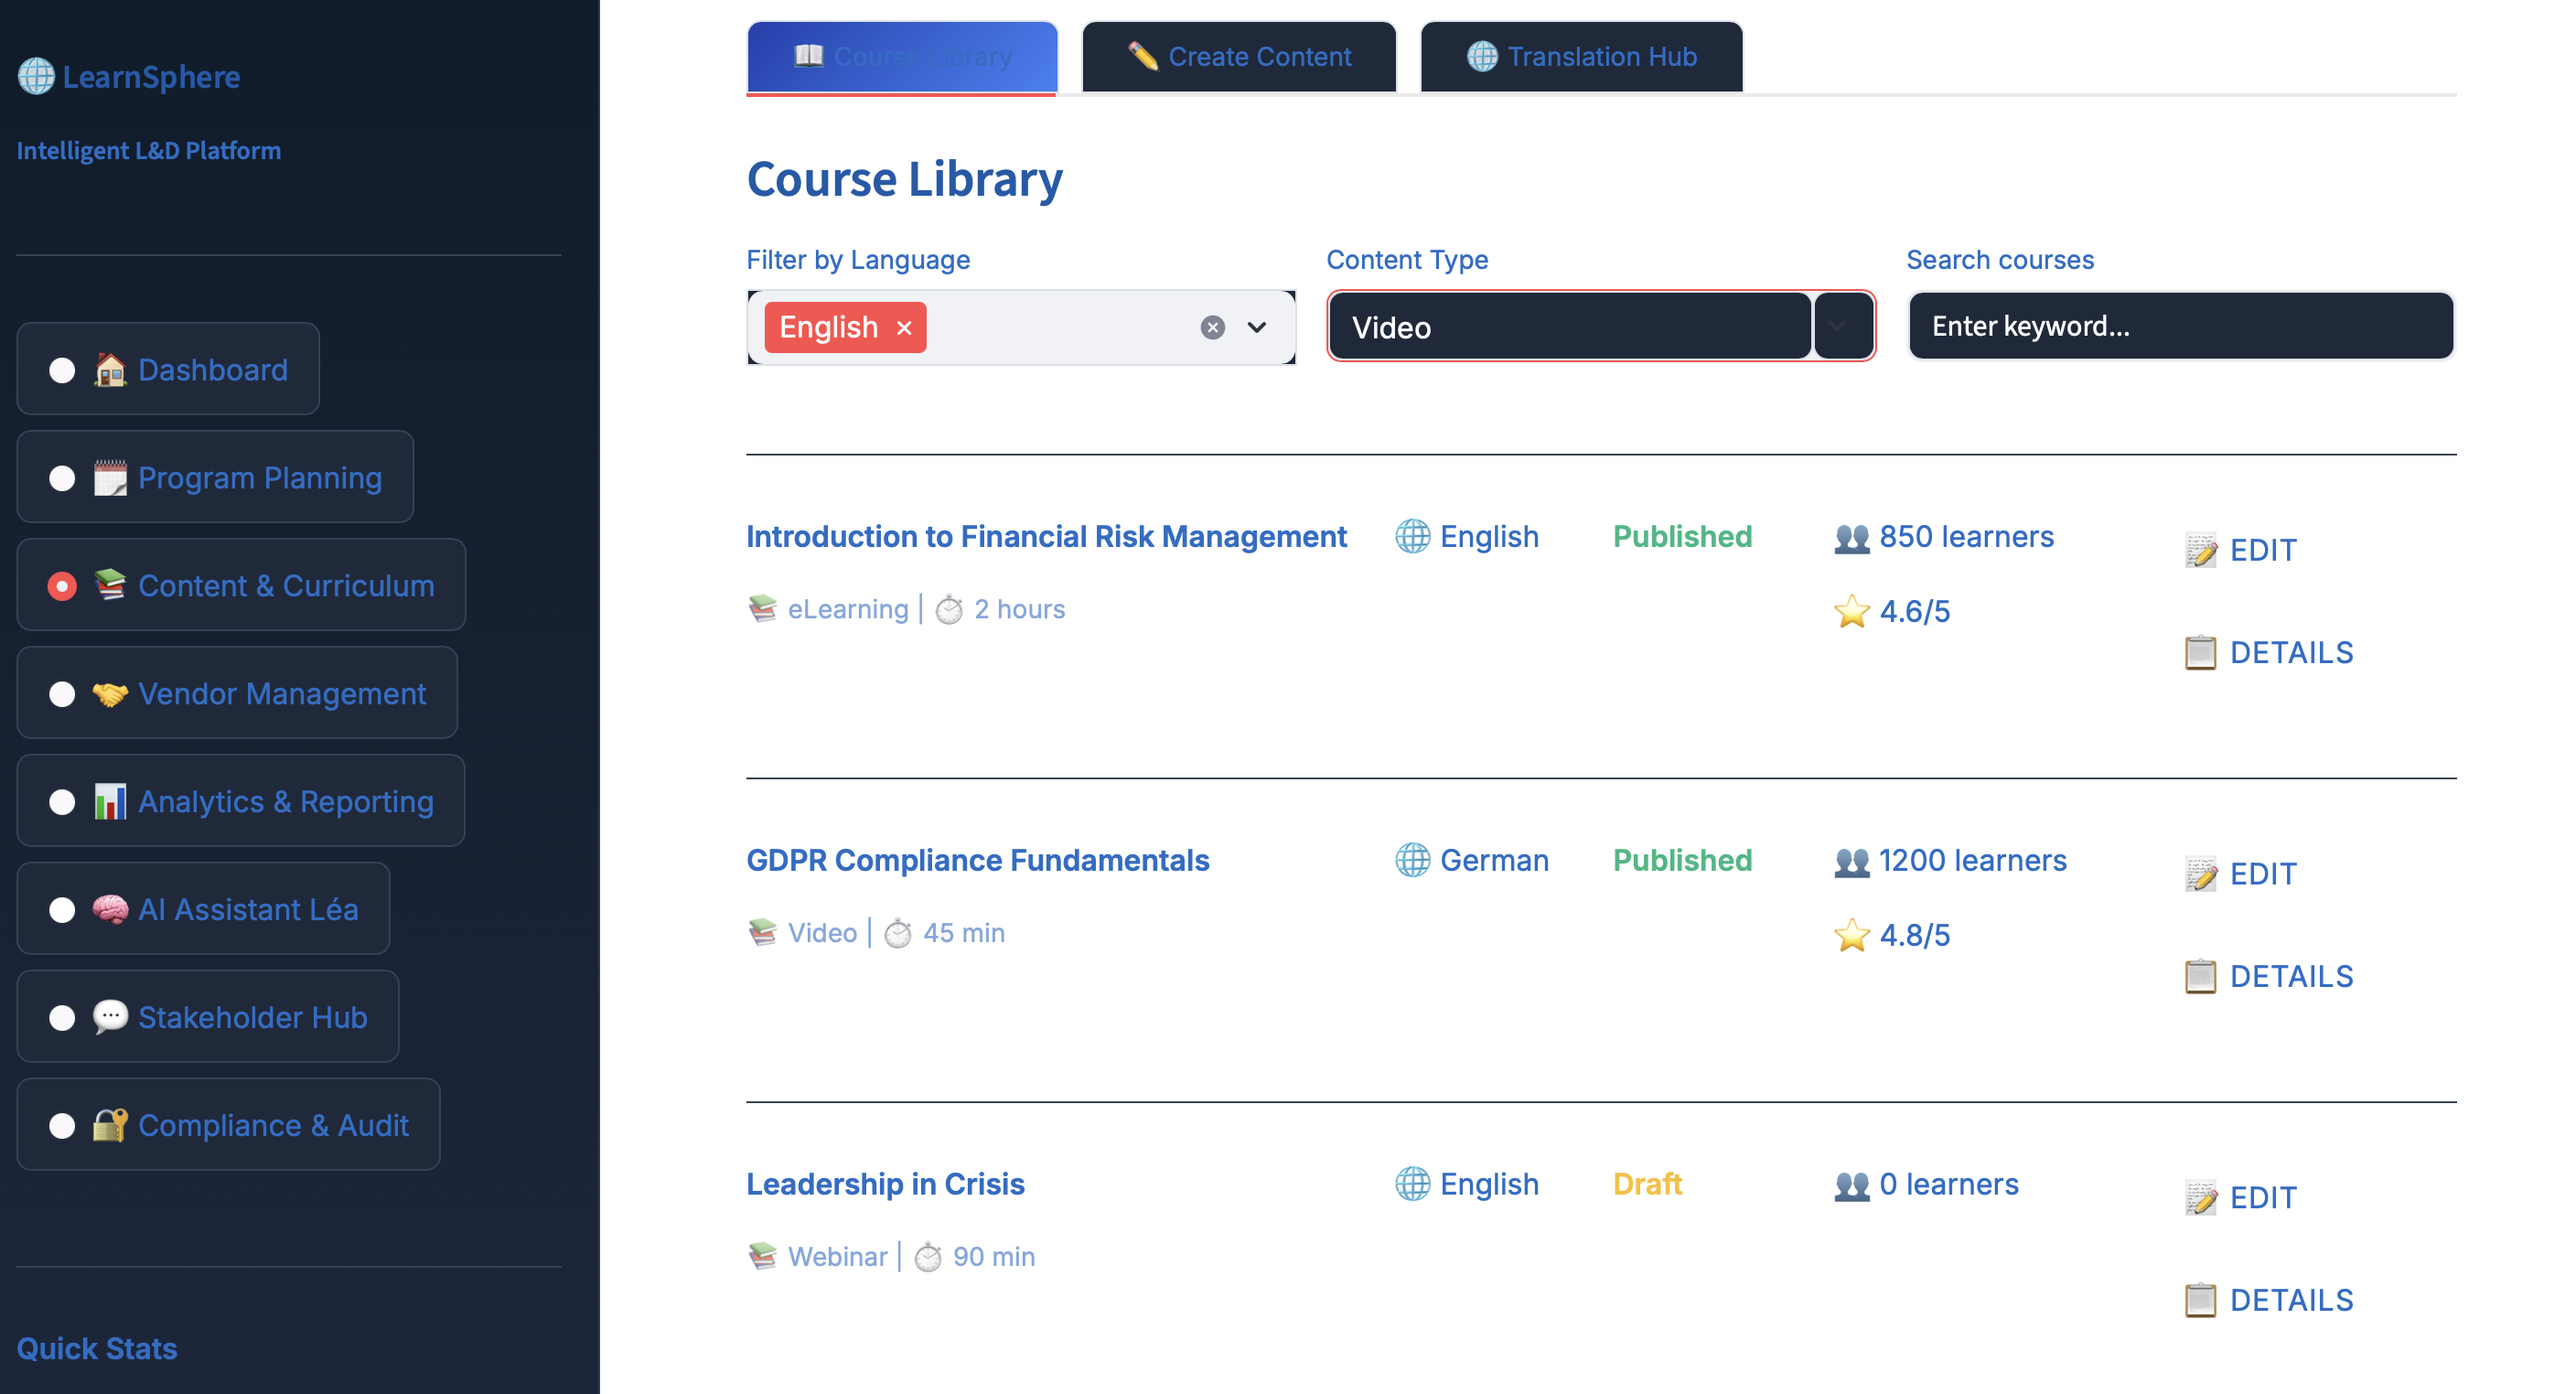 LearnSphere
Intelligent L&D Platform
Dashboard
Program Planning
Content & Curriculum
Vendor Management
Analytics & Reporting
AI Assistant Léa
Stakeholder Hub
Compliance & Audit
Quick Stats
Course Library
Create Content
Translation Hub
Course Library
Filter by Language
Content Type
Search courses
English
Video
Enter keyword...
Introduction to Financial Risk Management
English
Published
850 learners
EDIT
eLearning | 2 hours
4.6/5
DETAILS
GDPR Compliance Fundamentals
German
Published
1200 learners
EDIT
Video | 45 min
4.8/5
DETAILS
Leadership in Crisis
English
Draft
0 learners
EDIT
Webinar | 90 min
DETAILS